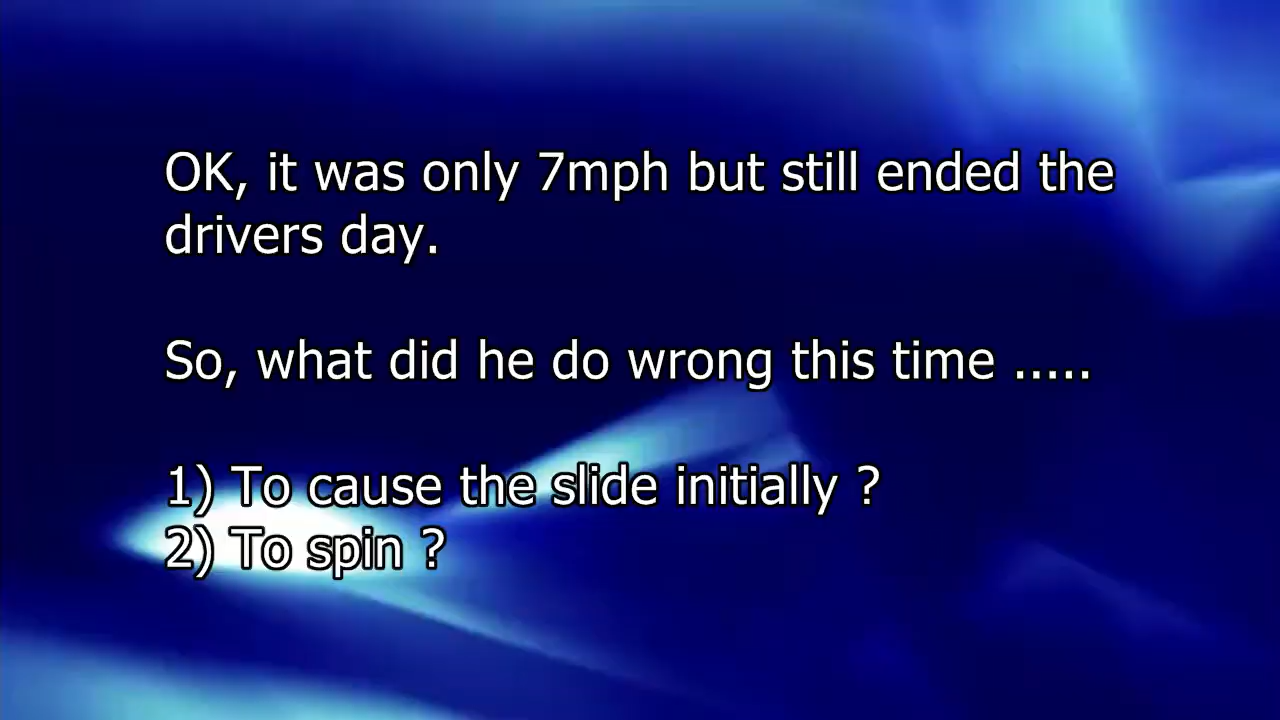 OK, it was only 7mph but still ended the
drivers day.
So, what did he do wrong this time .....
1) To cause the slide initially ?
2) To spin ?